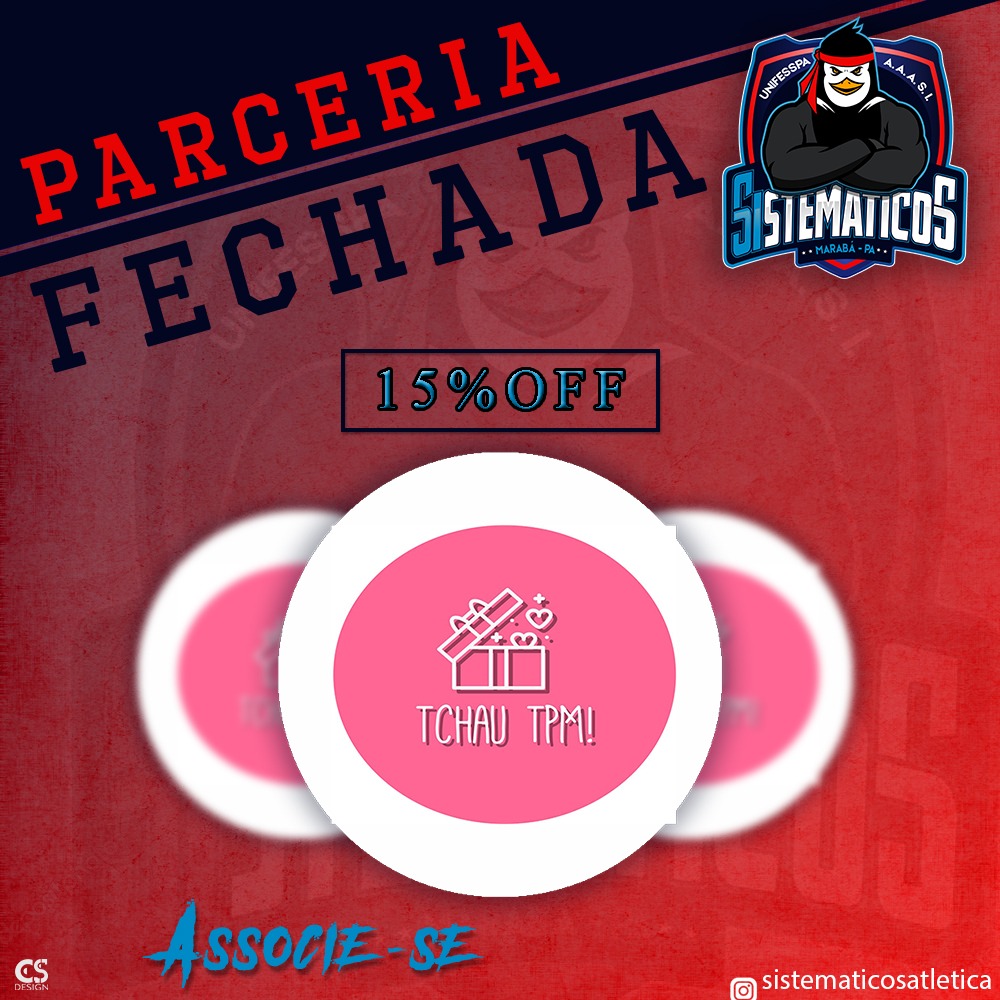 PARCERIA
FECHADA
UNIFESSPA
A.A.A.S.I.
SISTEMATICOS
MARABÁ - PA
15%OFF
TCHAU TPM!
ASSOCIE-SE
CS
DESIGN
sistematicosatletica